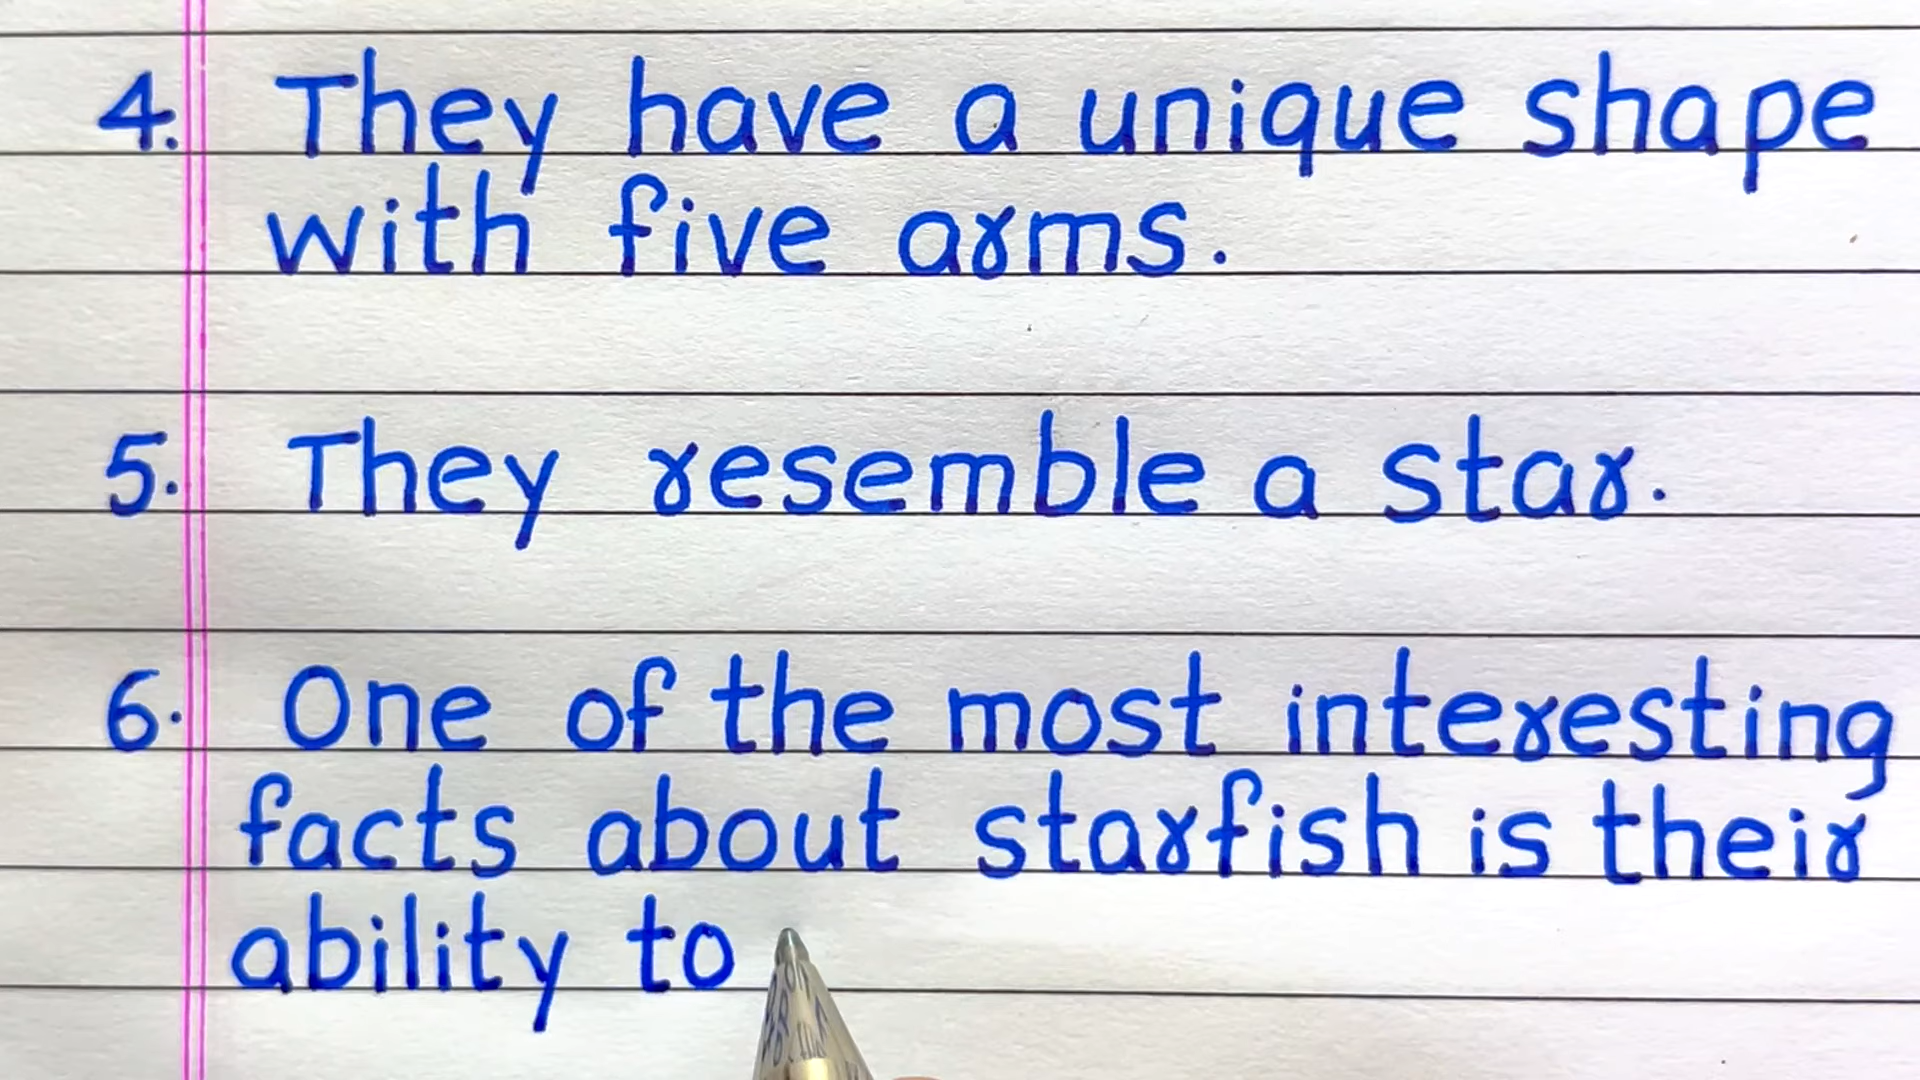 4. They have a unique shape
with five arms.
5. They resemble a star.
6. One of the most interesting
facts about starfish is their
ability to